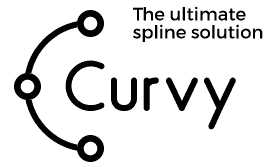 The ultimate
spline solution
Curvy